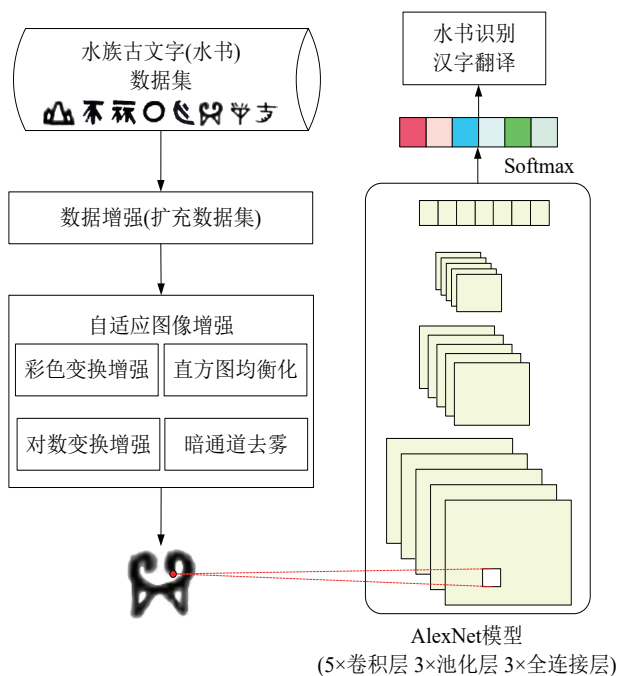 水族古文字(水书)
数据集
数据增强(扩充数据集)
自适应图像增强
彩色变换增强
直方图均衡化
对数变换增强
暗通道去雾
水书识别
汉字翻译
Softmax
AlexNet模型
(5×卷积层 3×池化层 3×全连接层)